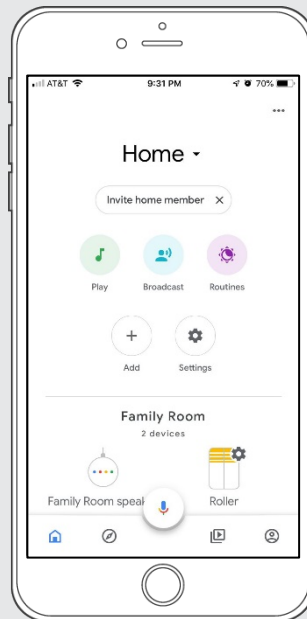 AT&T 9:31 PM 70%
Home
Invite home member
Play Broadcast Routines
Add Settings
Family Room
2 devices
Family Room speak Roller